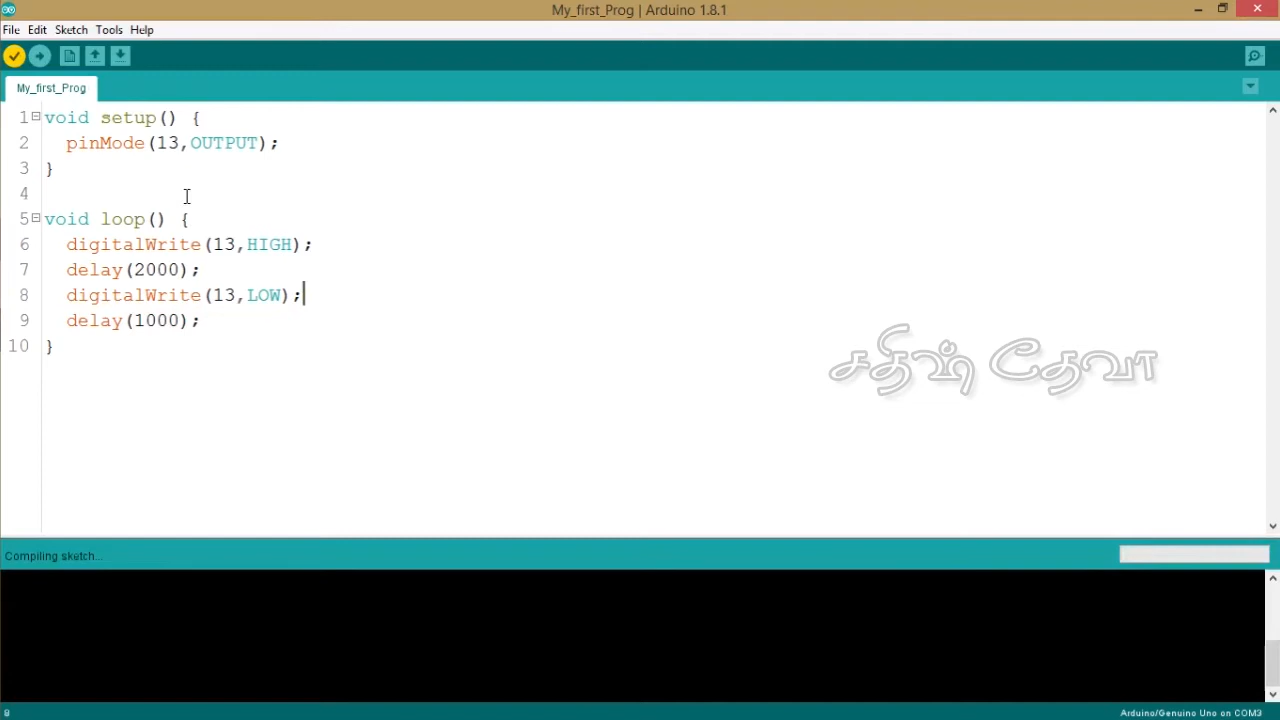 My_first_Prog | Arduino 1.8.1
File Edit Sketch Tools Help
My_first_Prog
1 void setup() {
2 pinMode(13,OUTPUT);
3 }
4
5 void loop() {
6 digitalWrite(13,HIGH);
7 delay(2000);
8 digitalWrite(13,LOW);
9 delay(1000);
10 }
சதிஷ் தேவா
Compiling sketch...
8 Arduino/Genuino Uno on COM3